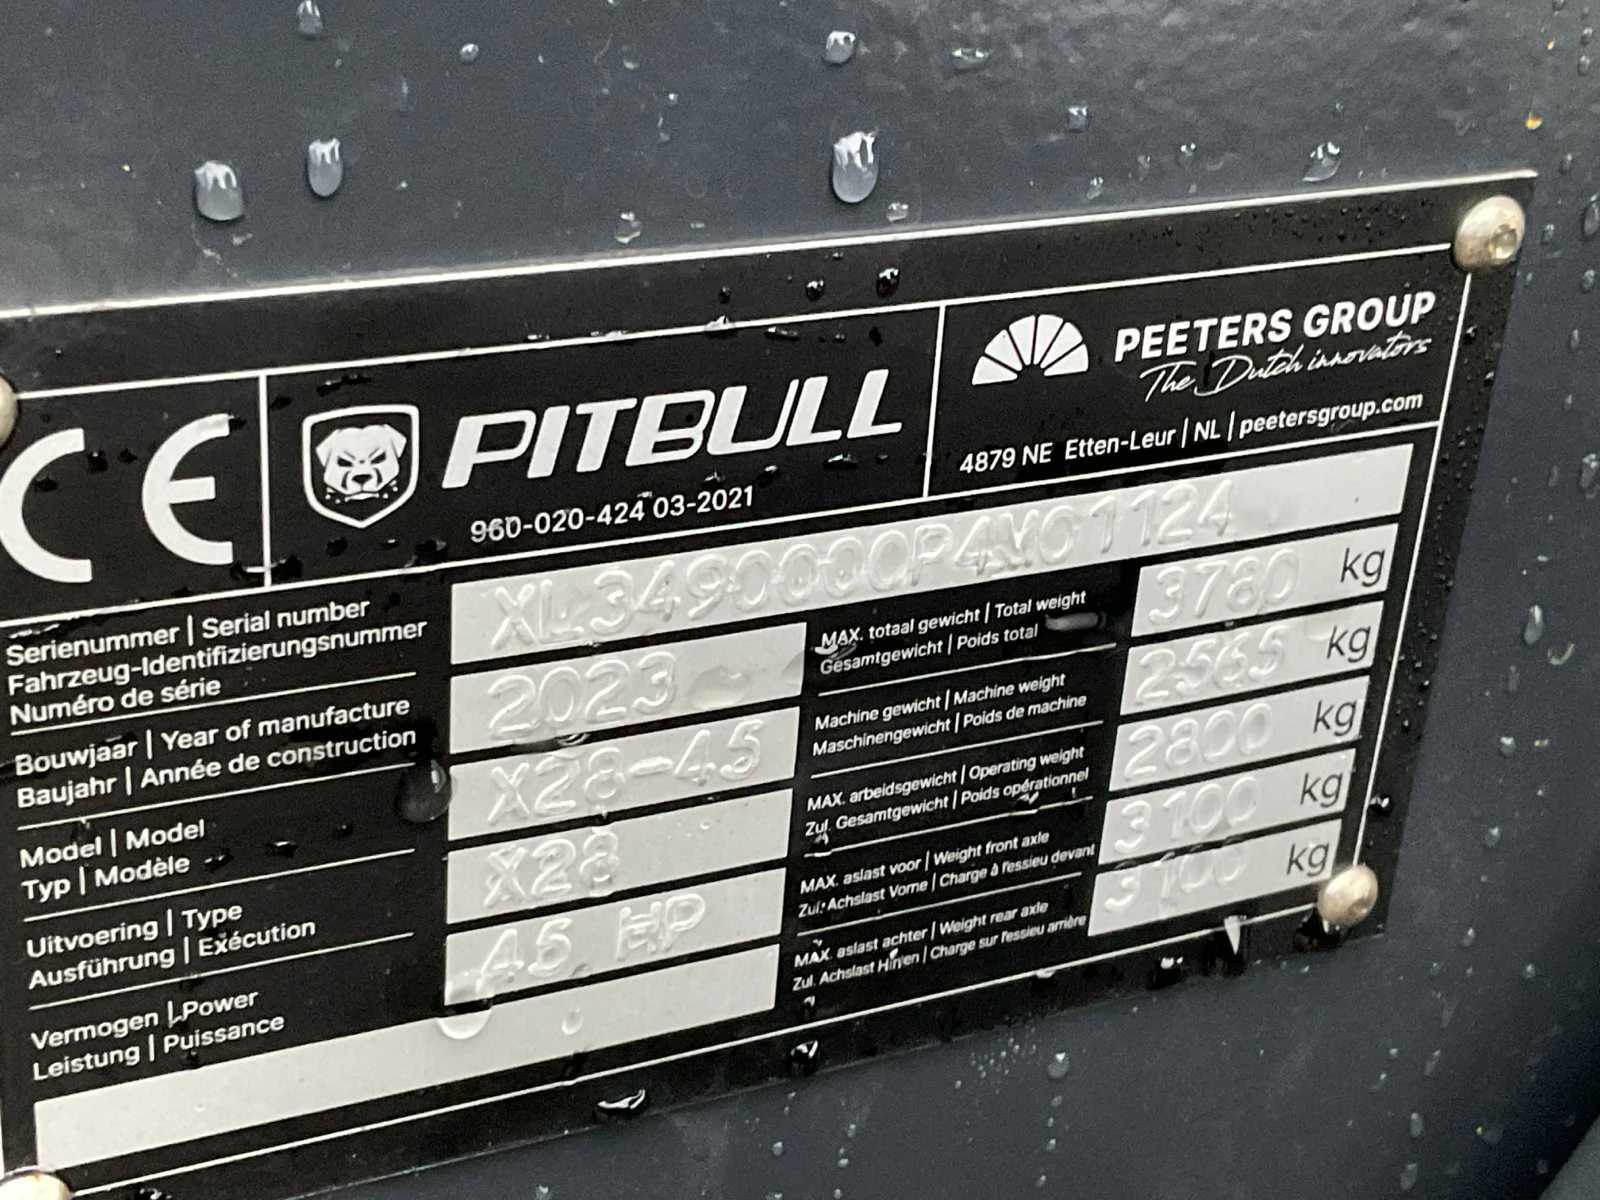 CE
PITBULL
960-020-424 03-2021
PEETERS GROUP
The Dutch innovators
4879 NE Etten-Leur | NL | peetersgroup.com
Serienummer | Serial number
Fahrzeug-Identifizierungsnummer
Numéro de série
XL3490000P4M01124
Bouwjaar | Year of manufacture
Baujahr | Année de construction
2023
Model | Model
Typ | Modèle
X28-45
Uitvoering | Type
Ausführung | Exécution
X28
Vermogen | Power
Leistung | Puissance
45 HP
MAX. totaal gewicht | Total weight
Gesamtgewicht | Poids total
3780 kg
Machine gewicht | Machine weight
Maschinengewicht | Poids de machine
2565 kg
MAX. arbeidsgewicht | Operating weight
Zul. Gesamtgewicht | Poids opérationnel
2800 kg
MAX. aslast voor | Weight front axle
Zul. Achslast Vorne | Charge à l'essieu devant
3100 kg
MAX. aslast achter | Weight rear axle
Zul. Achslast Hinten | Charge sur l'essieu arrière
3100 kg